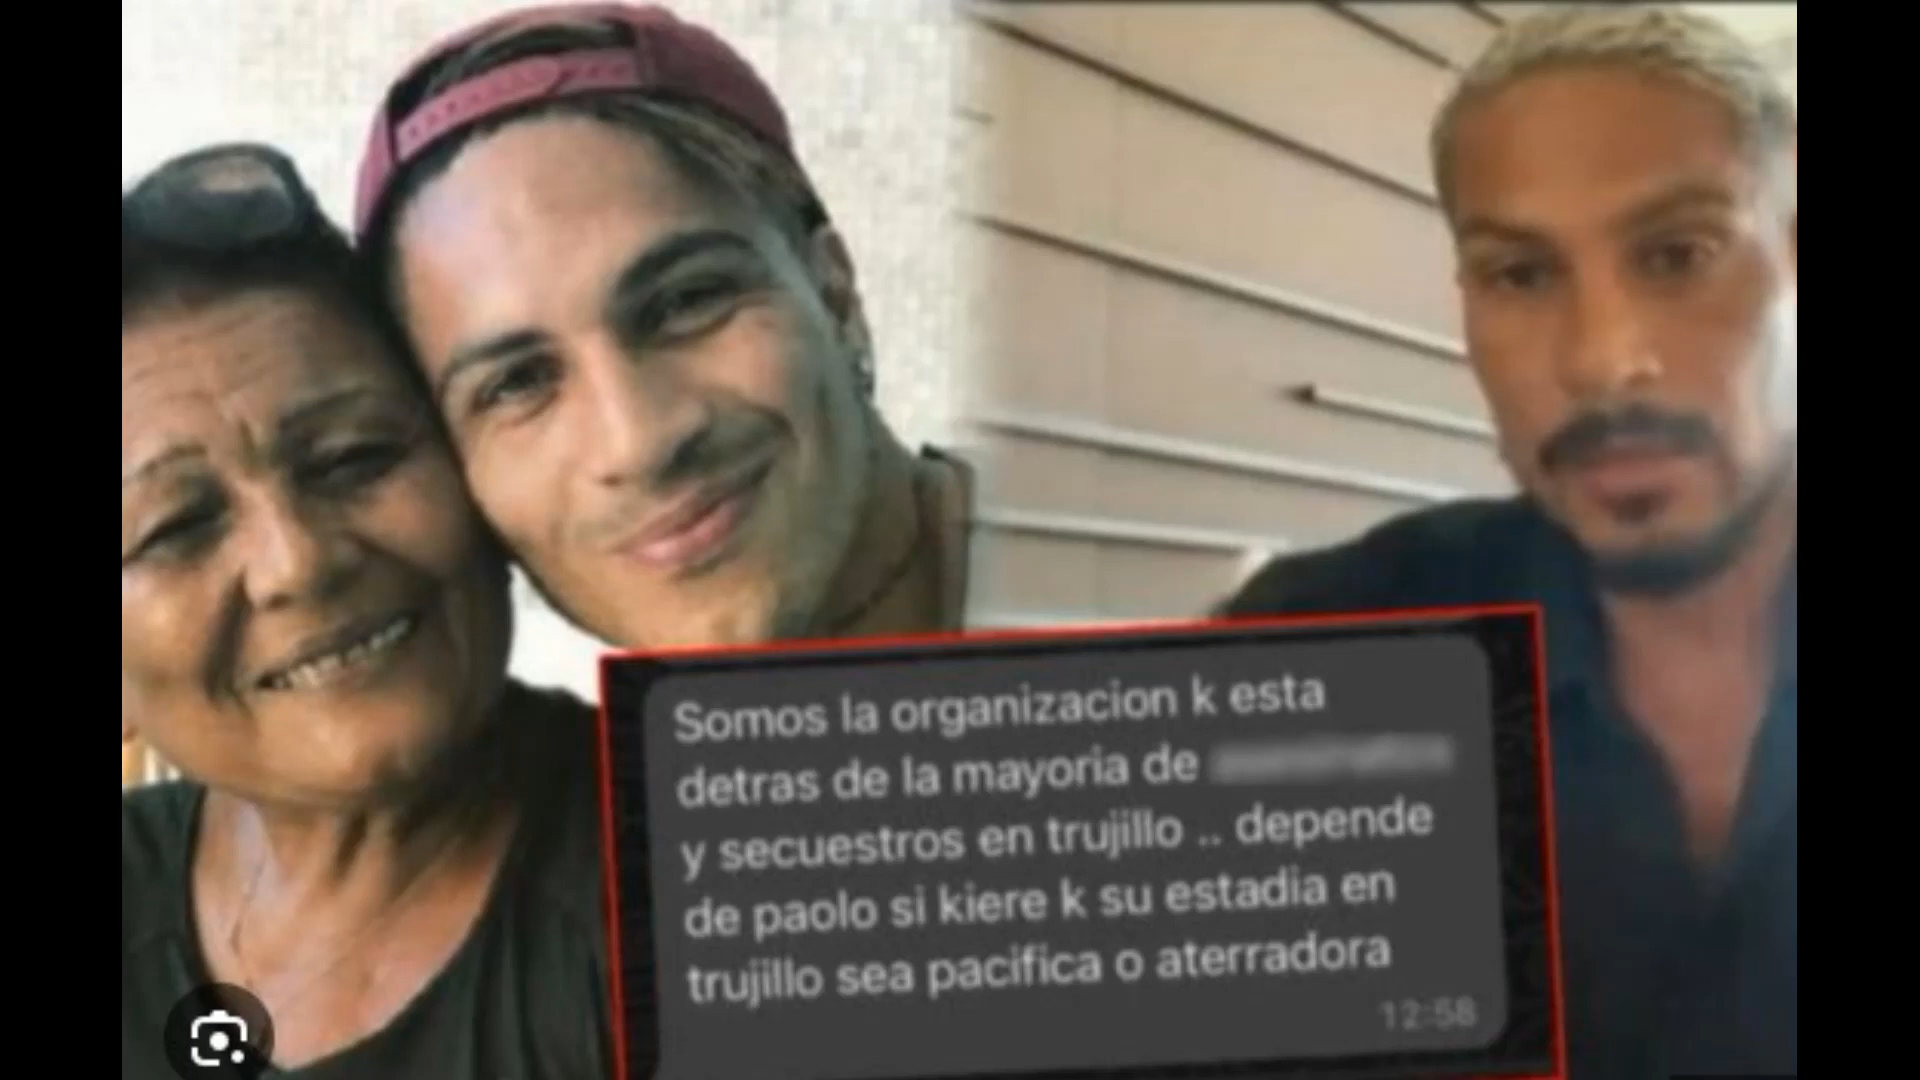 Somos la organizacion k esta
detras de la mayoria de
y secuestros en trujillo .. depende
de paolo si kiere k su estadia en
trujillo sea pacifica o aterradora
12:58